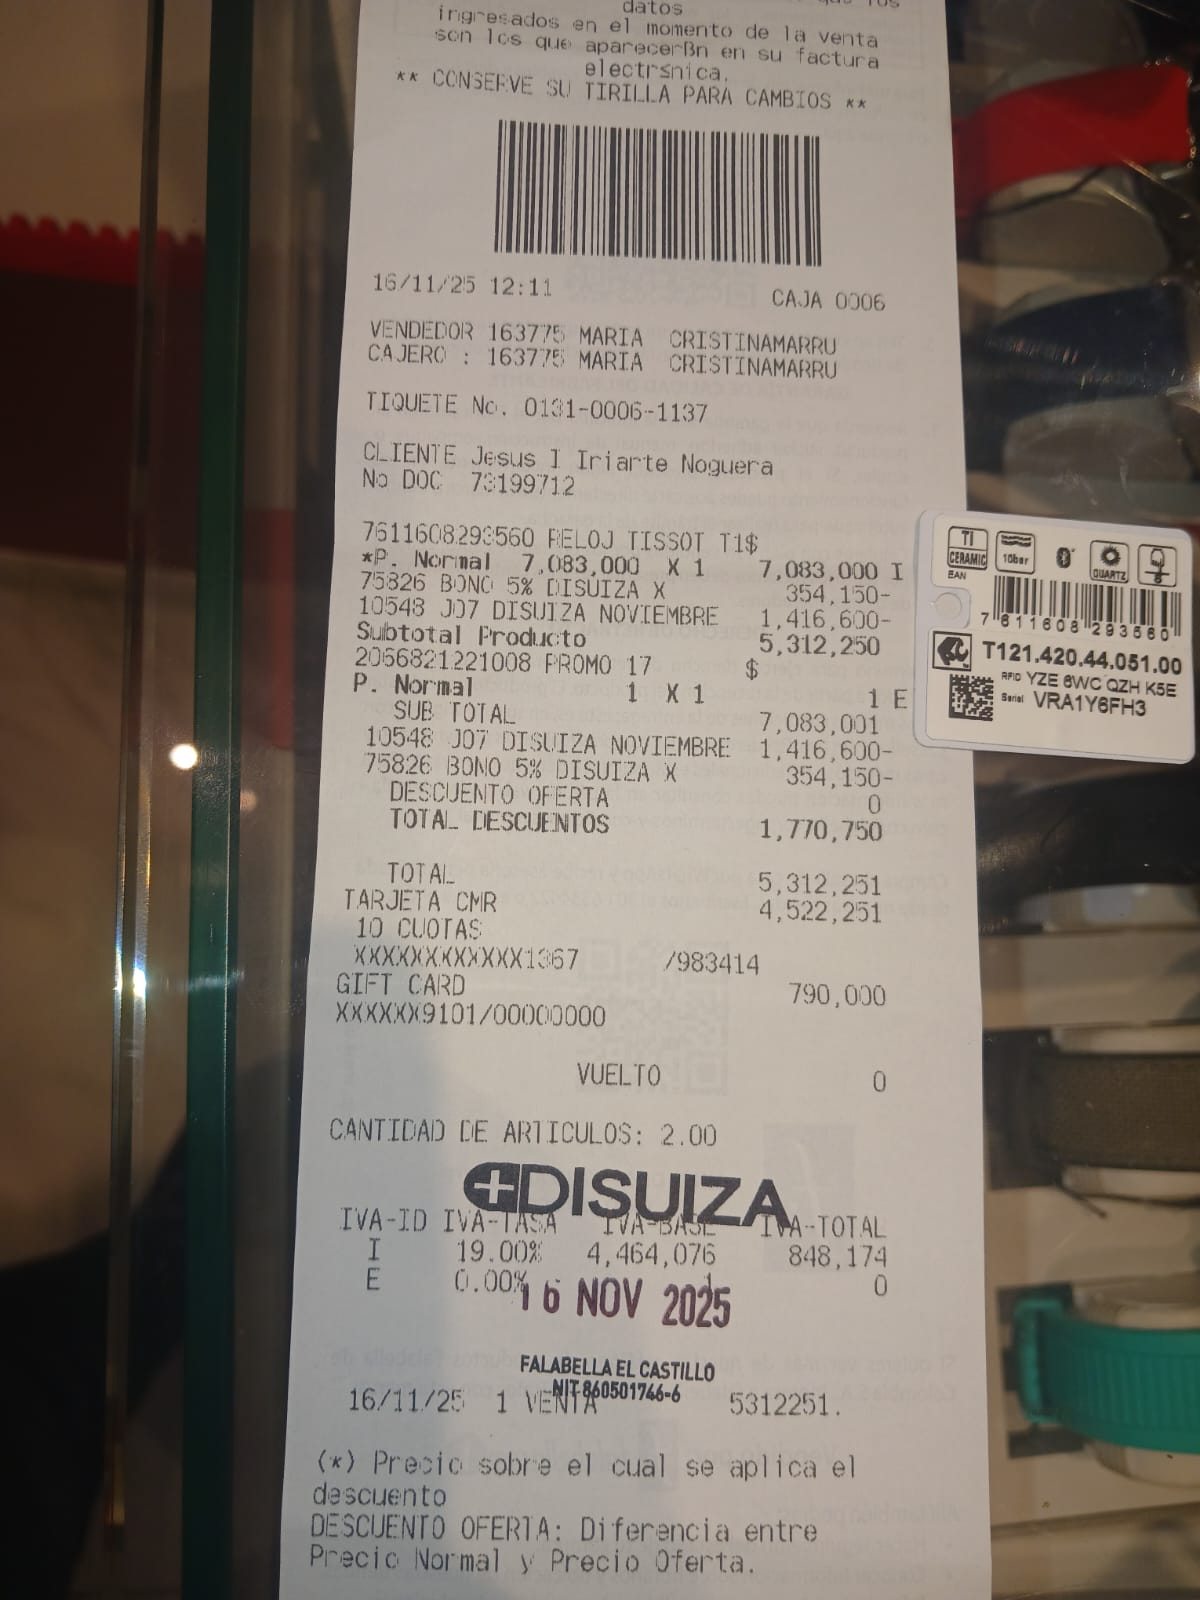 datos
ingresados en el momento de la venta
son los que aparecerBn en su factura
electrsnica.
** CONSERVE SU TIRILLA PARA CAMBIOS **
16/11/25 12:11 CAJA 0006
VENDEDOR 163775 MARIA CRISTINAMARRU
CAJERO : 163775 MARIA CRISTINAMARRU
TIQUETE No. 0131-0006-1137
CLIENTE Jesus I Iriarte Noguera
No DOC 73199712
7611608293560 RELOJ TISSOT T1$
*P. Normal 7,083,000 X 1 7,083,000 I
75826 BONO 5% DISUIZA X 354,150-
10548 J07 DISUIZA NOVIEMBRE 1,416,600-
Subtotal Producto 5,312,250
2066821221008 PROMO 17 $
P. Normal 1 X 1 1 E
SUB TOTAL 7,083,001
10548 J07 DISUIZA NOVIEMBRE 1,416,600-
75826 BONO 5% DISUIZA X 354,150-
DESCUENTO OFERTA 0
TOTAL DESCUENTOS 1,770,750
TOTAL 5,312,251
TARJETA CMR 4,522,251
10 CUOTAS
XXXXXXXXXXXX1367 /983414
GIFT CARD 790,000
XXXXXX9101/00000000
VUELTO 0
CANTIDAD DE ARTICULOS: 2.00
DISUIZA
IVA-ID IVA-TASA IVA-BASE IVA-TOTAL
I 19.00% 4,464,076 848,174
E 0.00% 1 0
16 NOV 2025
FALABELLA EL CASTILLO
NIT 860501746-6
16/11/25 1 VENTA 5312251.
(*) Precio sobre el cual se aplica el
descuento
DESCUENTO OFERTA: Diferencia entre
Precio Normal y Precio Oferta.
TI
CERAMIC
10bar
QUARTZ
EAN
7 611608 293560
T121.420.44.051.00
RFID YZE 6WC QZH K5E
Serial VRA1Y6FH3